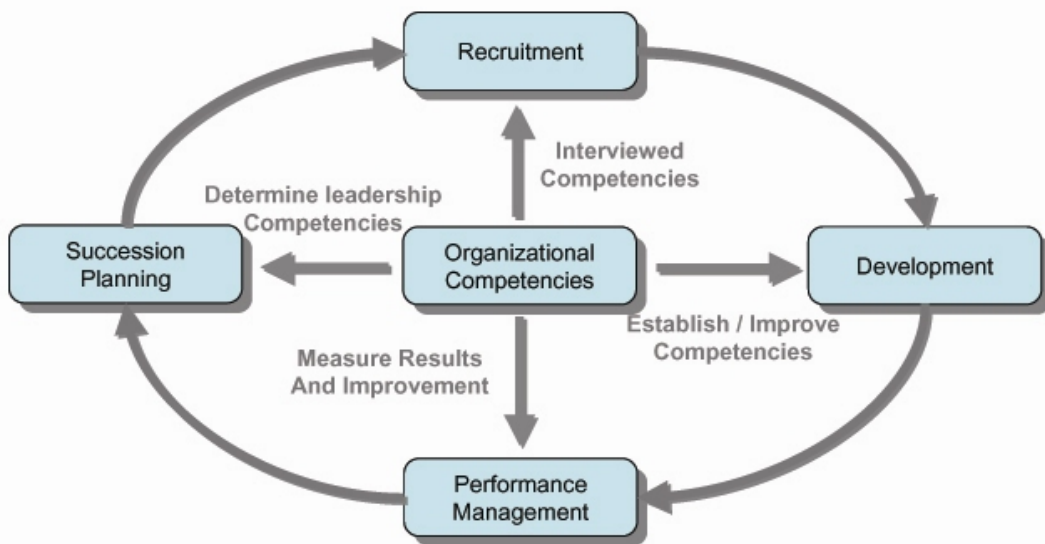 Recruitment
Interviewed
Competencies
Determine leadership
Competencies
Succession
Planning
Organizational
Competencies
Development
Establish / Improve
Competencies
Measure Results
And Improvement
Performance
Management